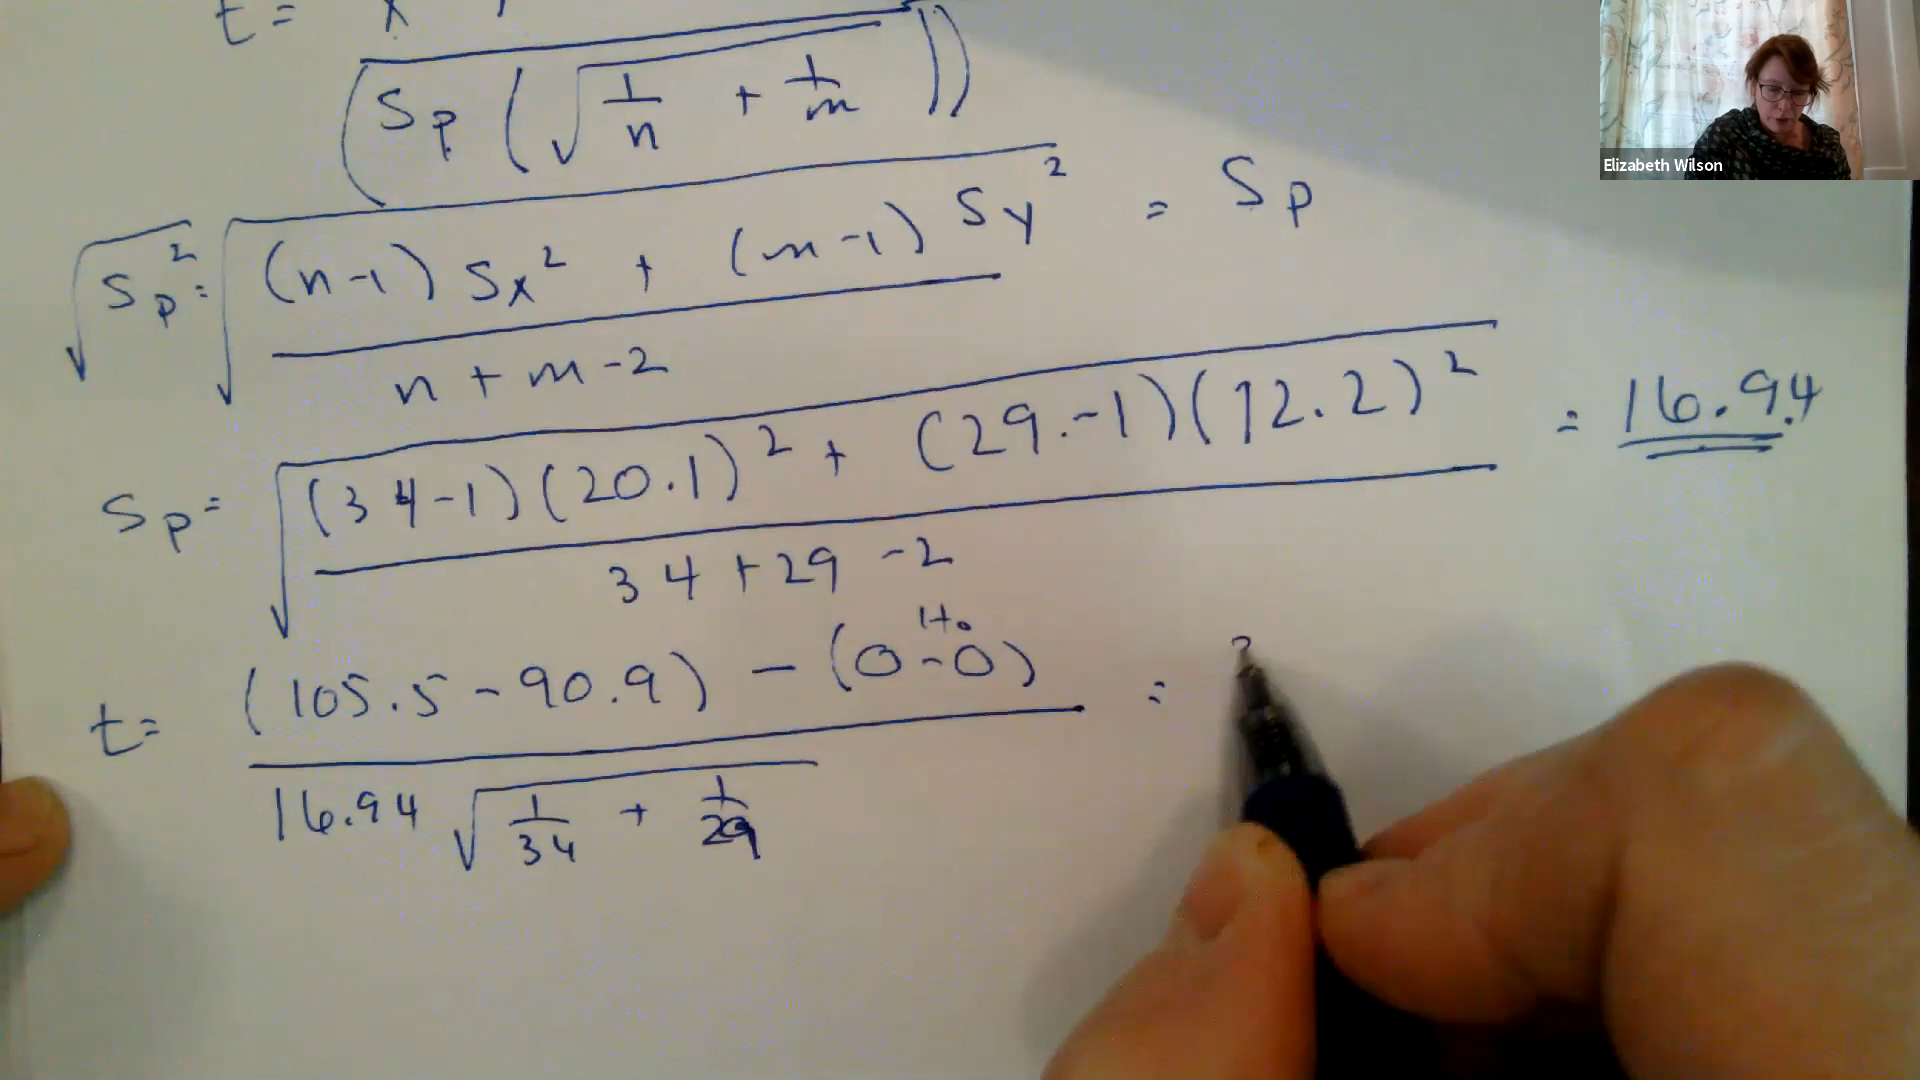 t = x
(Sp (√(1/n + 1/m)))
Elizabeth Wilson
√Sp² = √((n-1) Sx² + (m-1) Sy² / n + m - 2) = Sp
Sp = √((34-1)(20.1)² + (29.-1)(12.2)² / 34 + 29 - 2) = 16.94
H₀
t = (105.5 - 90.9) - (0 - 0) / 16.94 √(1/34 + 1/29) =